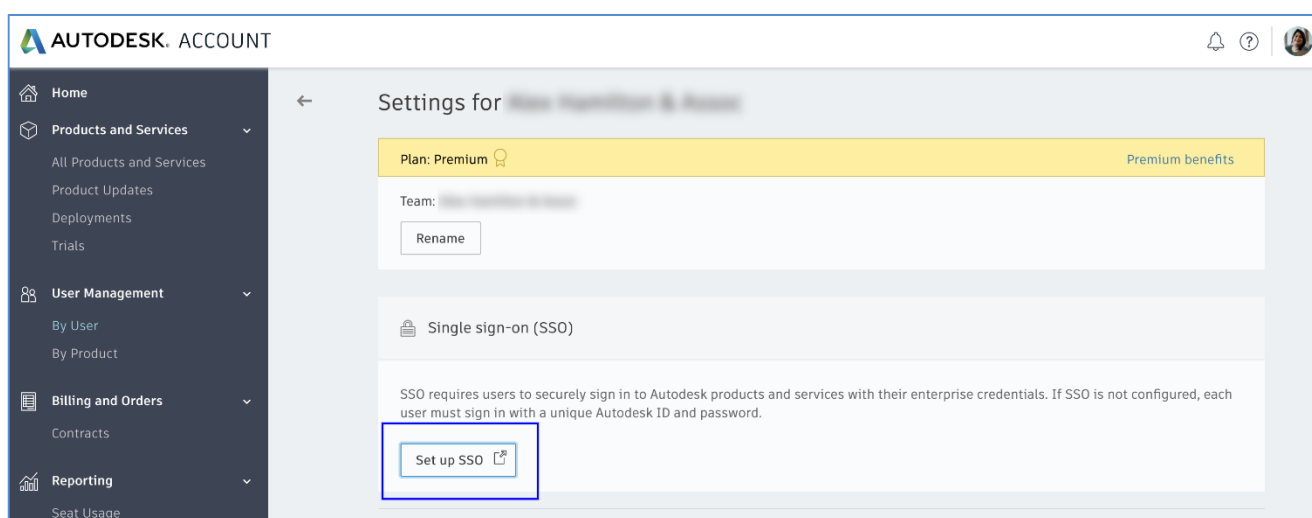 AUTODESK. ACCOUNT
Home
Products and Services
All Products and Services
Product Updates
Deployments
Trials
User Management
By User
By Product
Billing and Orders
Contracts
Reporting
Seat Usage
Settings for
Plan: Premium
Premium benefits
Team:
Rename
Single sign-on (SSO)
SSO requires users to securely sign in to Autodesk products and services with their enterprise credentials. If SSO is not configured, each
user must sign in with a unique Autodesk ID and password.
Set up SSO